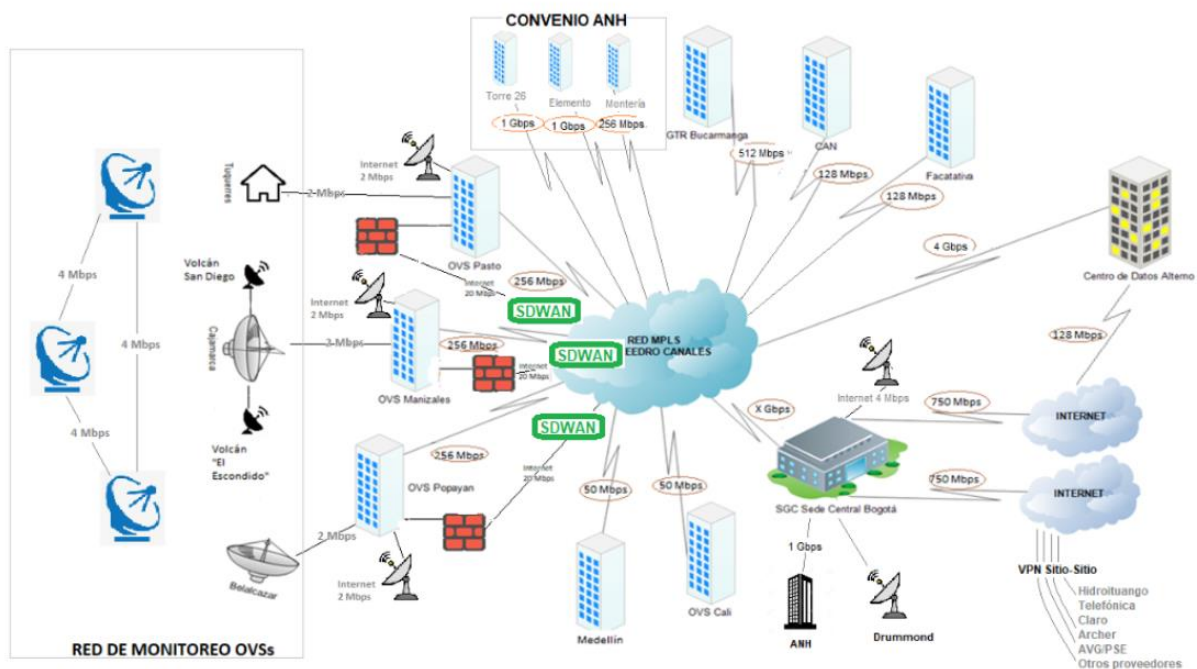 CONVENIO ANH
Torre 26
Elemento
Montería
1 Gbps
1 Gbps
256 Mbps
GTR Bucarmanga
512 Mbps
CAN
128 Mbps
Facatativa
128 Mbps
4 Gbps
Centro de Datos Alterno
128 Mbps
Tuquerres
2 Mbps
Internet
2 Mbps
OVS Pasto
Internet
20 Mbps
256 Mbps
SDWAN
4 Mbps
4 Mbps
4 Mbps
Volcán
San Diego
Cajamarca
Volcán
"El
Escondido"
2 Mbps
Internet
2 Mbps
OVS Manizales
256 Mbps
Internet
20 Mbps
SDWAN
RED MPLS
EEDRO CANALES
SDWAN
256 Mbps
OVS Popayan
Internet
20 Mbps
2 Mbps
Internet
2 Mbps
Belalcazar
RED DE MONITOREO OVSs
50 Mbps
Medellín
50 Mbps
OVS Cali
X Gbps
Internet 4 Mbps
SGC Sede Central Bogotá
750 Mbps
INTERNET
750 Mbps
INTERNET
1 Gbps
ANH
Drummond
VPN Sitio-Sitio
Hidroituango
Telefónica
Claro
Archer
AVG/PSE
Otros proveedores